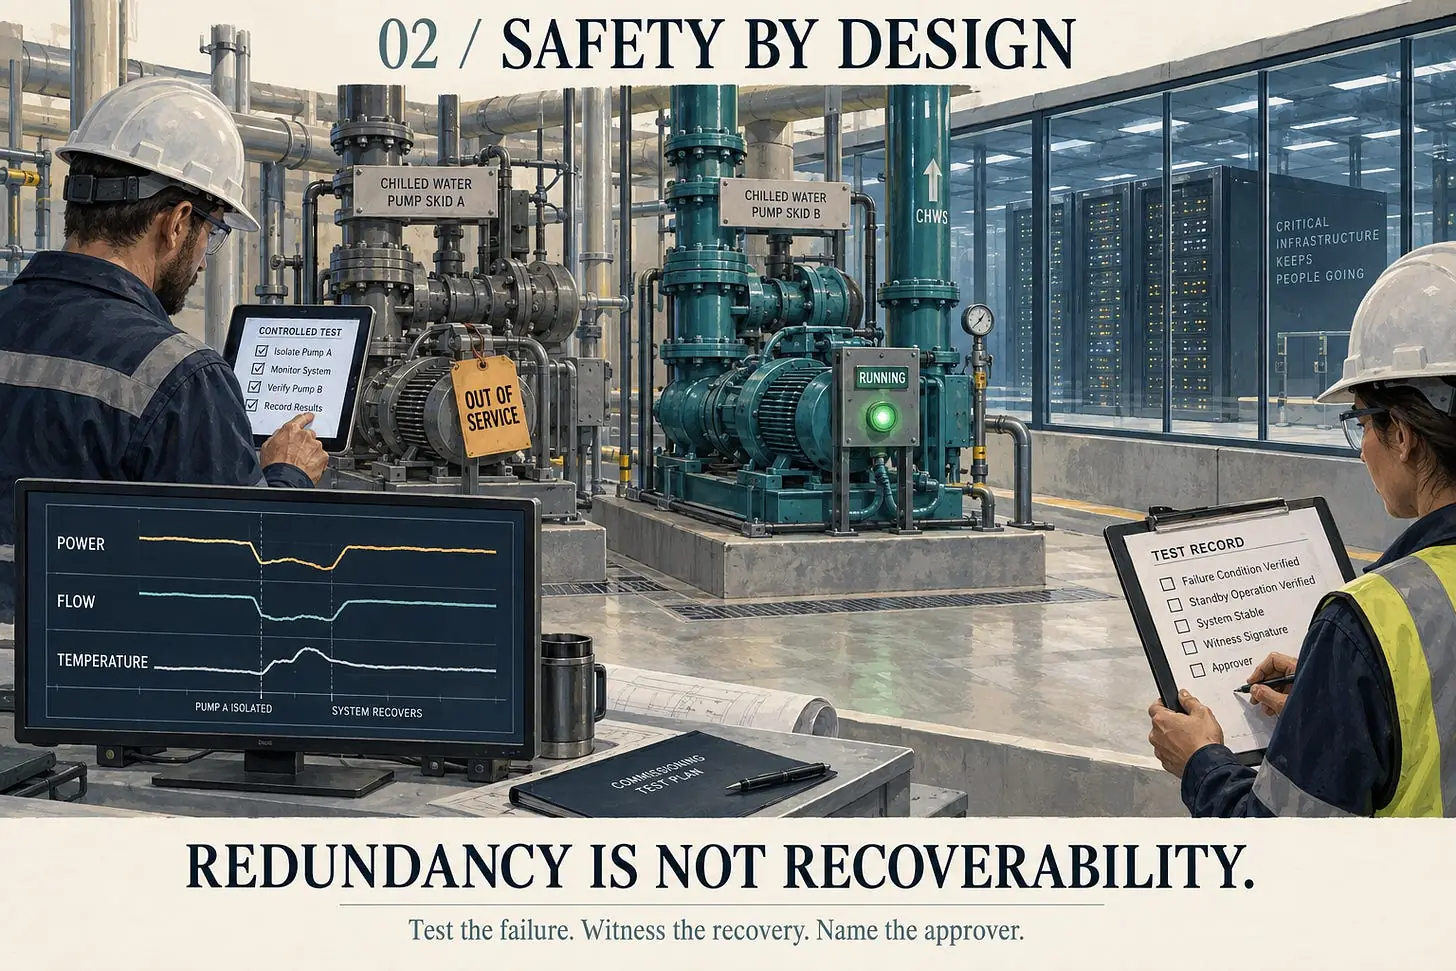 02 / SAFETY BY DESIGN
CHILLED WATER
PUMP SKID A
CHILLED WATER
PUMP SKID B
CHWS
CRITICAL
INFRASTRUCTURE
KEEPS
PEOPLE GOING
CONTROLLED TEST
Isolate Pump A
Monitor System
Verify Pump B
Record Results
OUT OF
SERVICE
RUNNING
POWER
FLOW
TEMPERATURE
PUMP A ISOLATED
SYSTEM RECOVERS
COMMISSIONING
TEST PLAN
TEST RECORD
Failure Condition Verified
Standby Operation Verified
System Stable
Witness Signature
Approver
REDUNDANCY IS NOT RECOVERABILITY.
Test the failure. Witness the recovery. Name the approver.